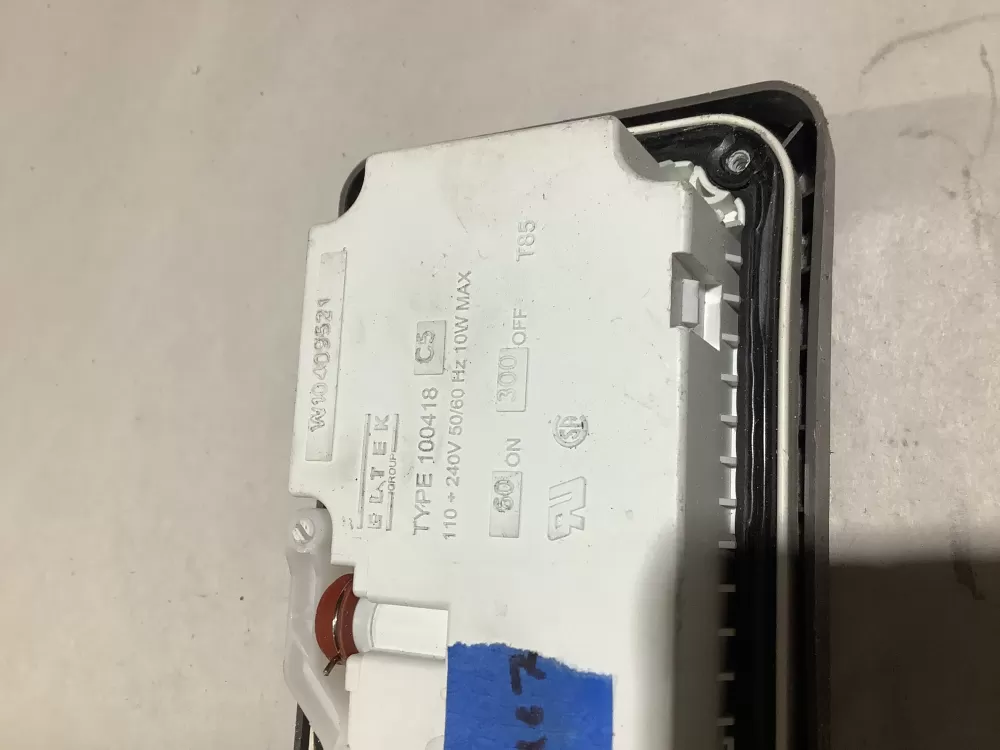 W10409521
ELTEK
GROUP
TYPE 100418 C5
110 ÷ 240V 50/60 Hz 10W MAX
60 ON 300 OFF T85